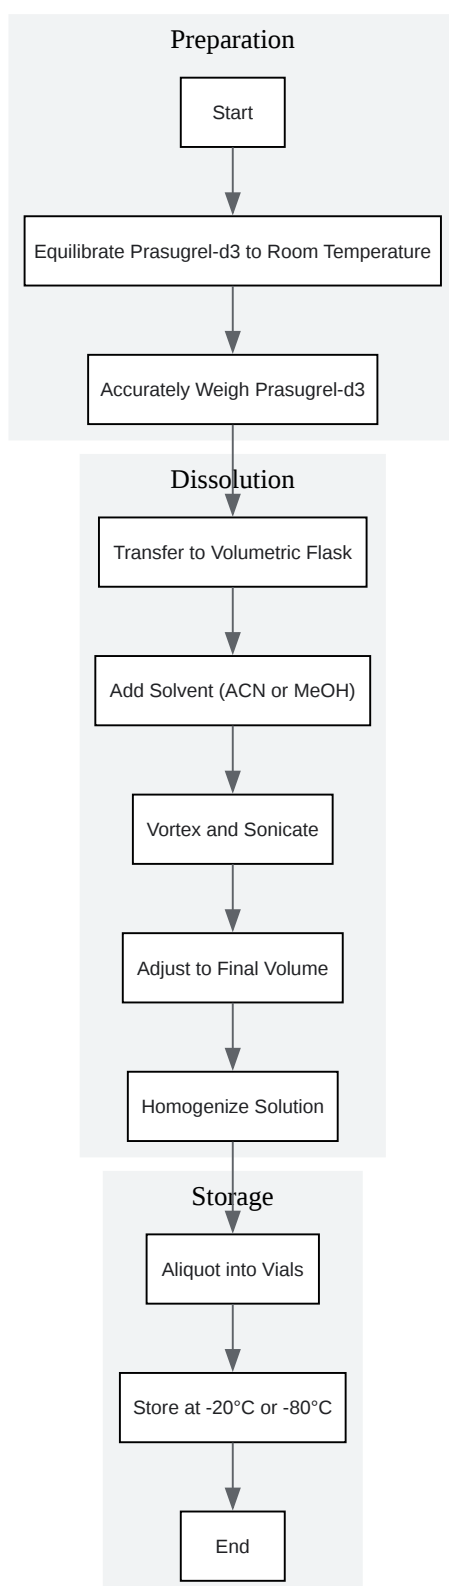 Preparation
Start
Equilibrate Prasugrel-d3 to Room Temperature
Accurately Weigh Prasugrel-d3
Dissolution
Transfer to Volumetric Flask
Add Solvent (ACN or MeOH)
Vortex and Sonicate
Adjust to Final Volume
Homogenize Solution
Storage
Aliquot into Vials
Store at -20°C or -80°C
End